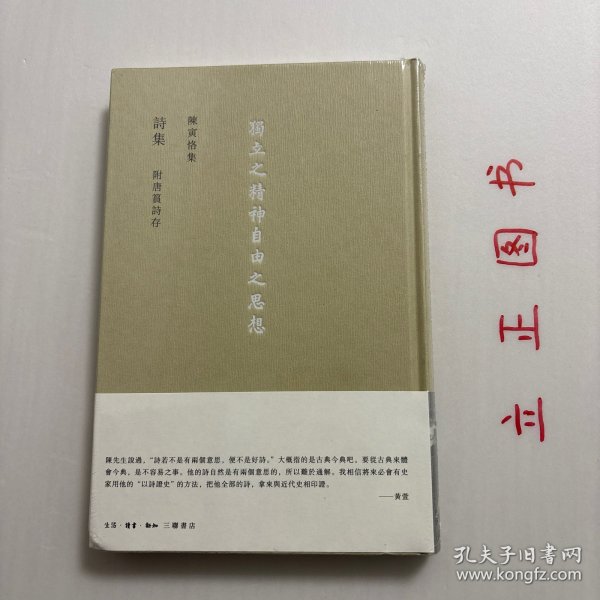 獨立之精神自由之思想
陳寅恪集
詩集 附唐篔詩存
立正图书
陳先生說過，“詩若不是有兩個意思，便不是好詩。”大概指的是古典今典吧。要從古典來體
會今典，是不容易之事。他的詩自然是有兩個意思的，所以難於通解。我相信將來必會有史
家用他的“以詩證史”的方法，把他全部的詩，拿來與近代史相印證。
——黃萱
生活·讀書·新知 三聯書店
孔夫子旧书网
www.kongfz.com